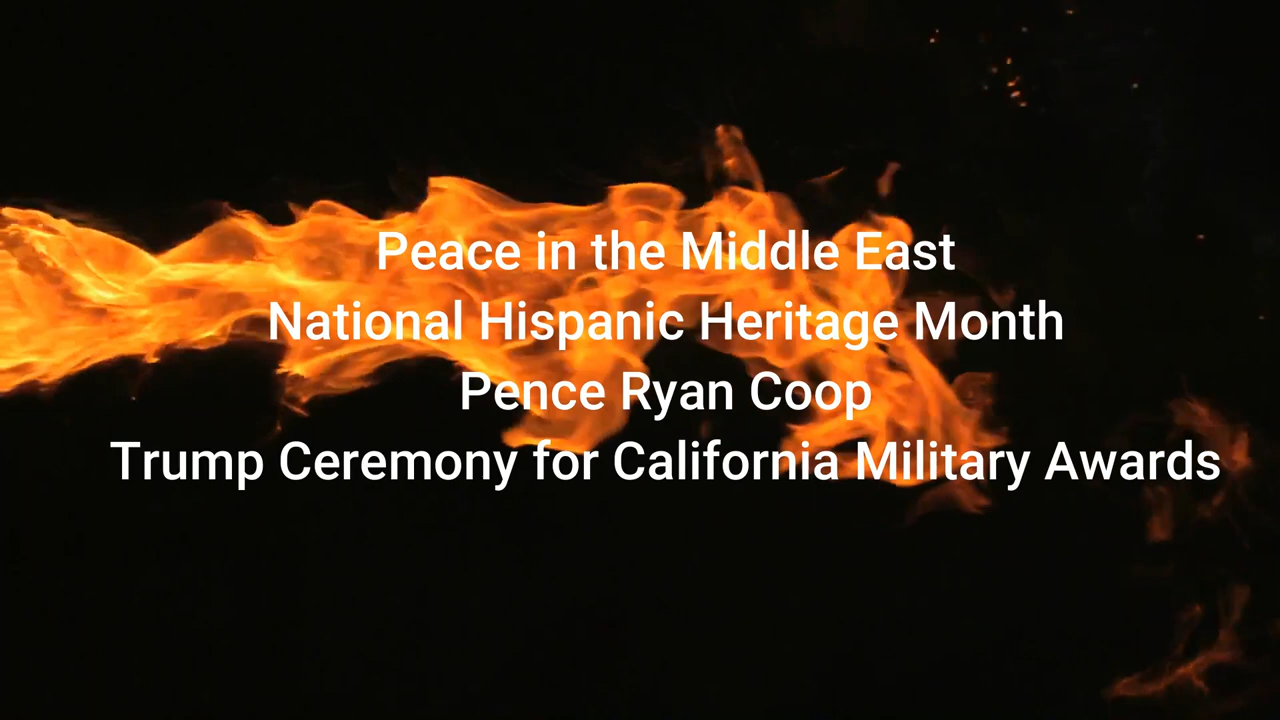 Peace in the Middle East
National Hispanic Heritage Month
Pence Ryan Coop
Trump Ceremony for California Military Awards